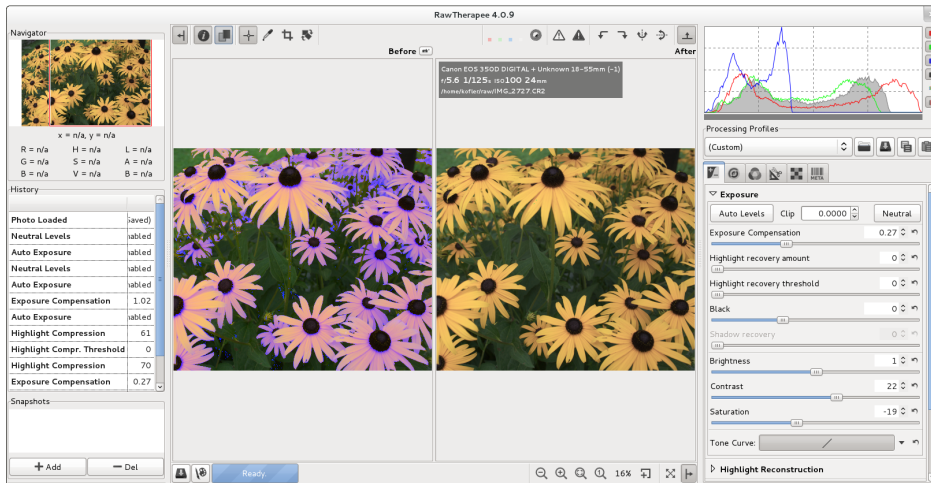 RawTherapee 4.0.9
Navigator
x = n/a, y = n/a
R = n/a H = n/a L = n/a
G = n/a S = n/a A = n/a
B = n/a V = n/a B = n/a
History
Photo Loaded (saved)
Neutral Levels nabled
Auto Exposure nabled
Neutral Levels nabled
Auto Exposure nabled
Exposure Compensation 1.02
Auto Exposure nabled
Highlight Compression 61
Highlight Compr. Threshold 0
Highlight Compression 70
Exposure Compensation 0.27
Snapshots
Add
Del
Before
After
Canon EOS 350D DIGITAL + Unknown 18-55mm (-1)
f/5.6 1/125s ISO100 24mm
/home/kofler/raw/IMG_2727.CR2
Ready
16%
Processing Profiles
(Custom)
META
Exposure
Auto Levels Clip 0.0000 Neutral
Exposure Compensation 0.27
Highlight recovery amount 0
Highlight recovery threshold 0
Black 0
Shadow recovery 0
Brightness 1
Contrast 22
Saturation -19
Tone Curve:
Highlight Reconstruction